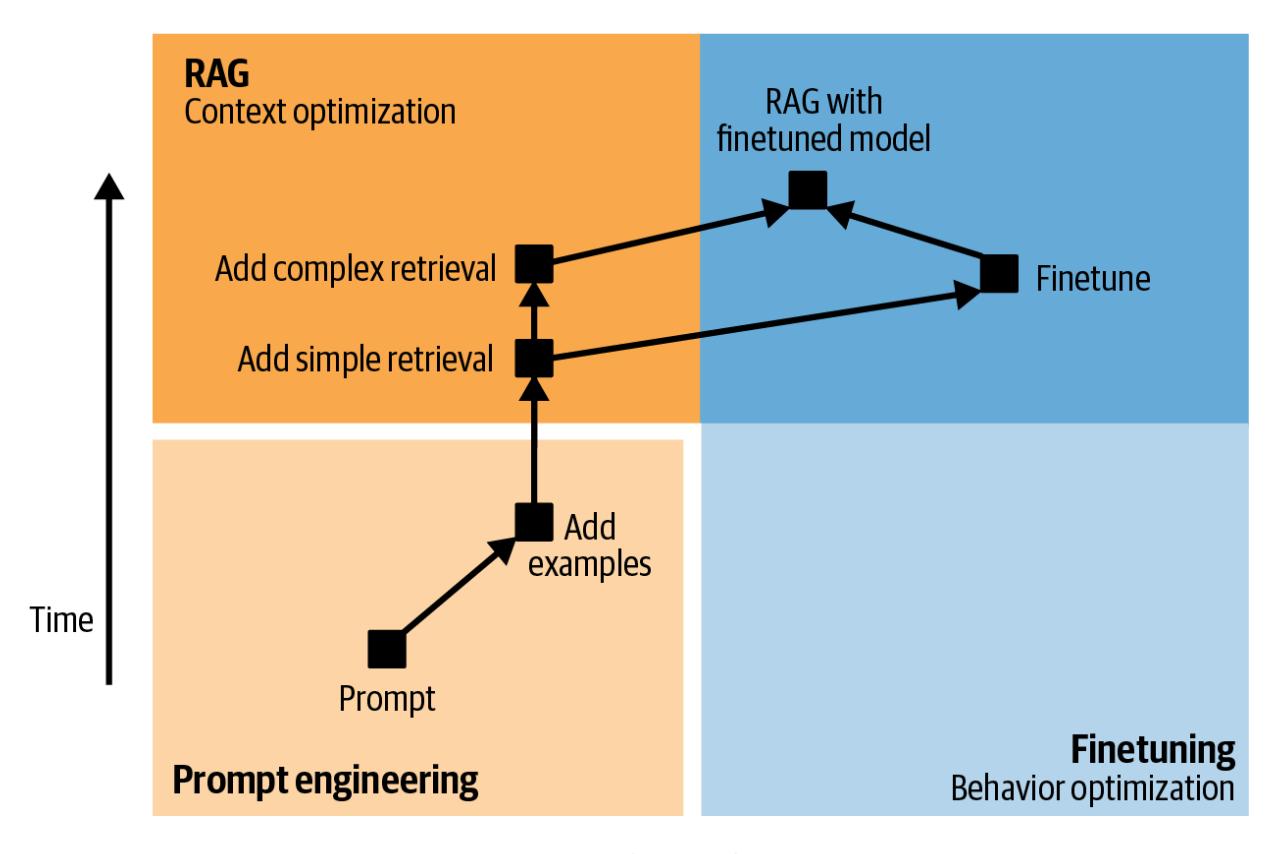 RAG
Context optimization
RAG with
finetuned model
Add complex retrieval
Finetune
Add simple retrieval
Add
examples
Time
Prompt
Prompt engineering
Finetuning
Behavior optimization